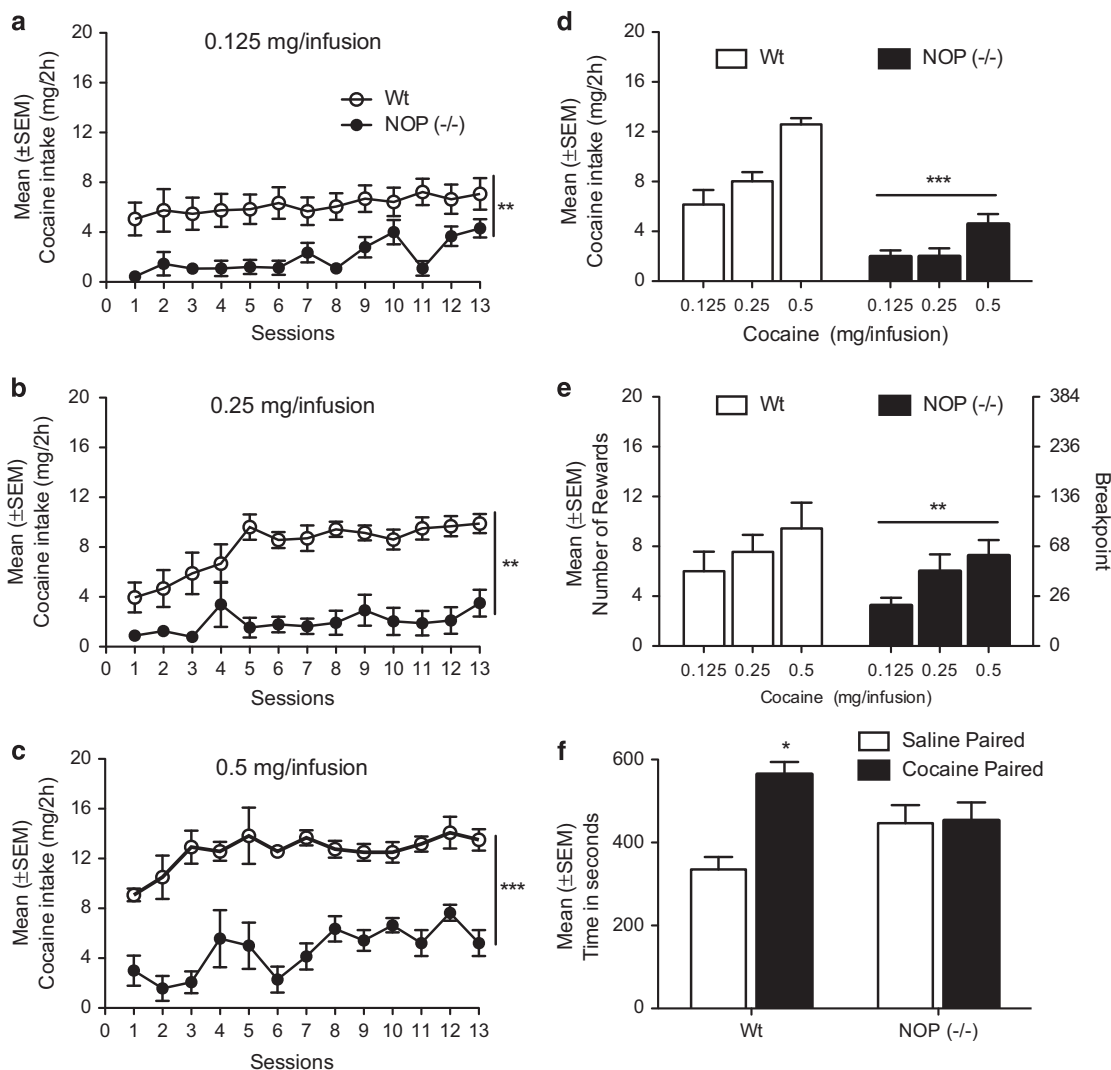 a
0.125 mg/infusion
Mean (±SEM)
Cocaine intake (mg/2h)
20
16
12
8
4
0
Wt
NOP (-/-)
**
0 1 2 3 4 5 6 7 8 9 10 11 12 13
Sessions
b
0.25 mg/infusion
Mean (±SEM)
Cocaine intake (mg/2h)
20
16
12
8
4
0
**
0 1 2 3 4 5 6 7 8 9 10 11 12 13
Sessions
c
0.5 mg/infusion
Mean (±SEM)
Cocaine intake (mg/2h)
20
16
12
8
4
0
***
0 1 2 3 4 5 6 7 8 9 10 11 12 13
Sessions
d
Mean (±SEM)
Cocaine intake (mg/2h)
20
16
12
8
4
0
Wt NOP (-/-)
***
0.125 0.25 0.5 0.125 0.25 0.5
Cocaine (mg/infusion)
e
Mean (±SEM)
Number of Rewards
20
16
12
8
4
0
Wt NOP (-/-)
**
384
236
136
68
26
0
Breakpoint
0.125 0.25 0.5 0.125 0.25 0.5
Cocaine (mg/infusion)
f
Mean (±SEM)
Time in seconds
600
400
200
0
*
Saline Paired
Cocaine Paired
Wt NOP (-/-)